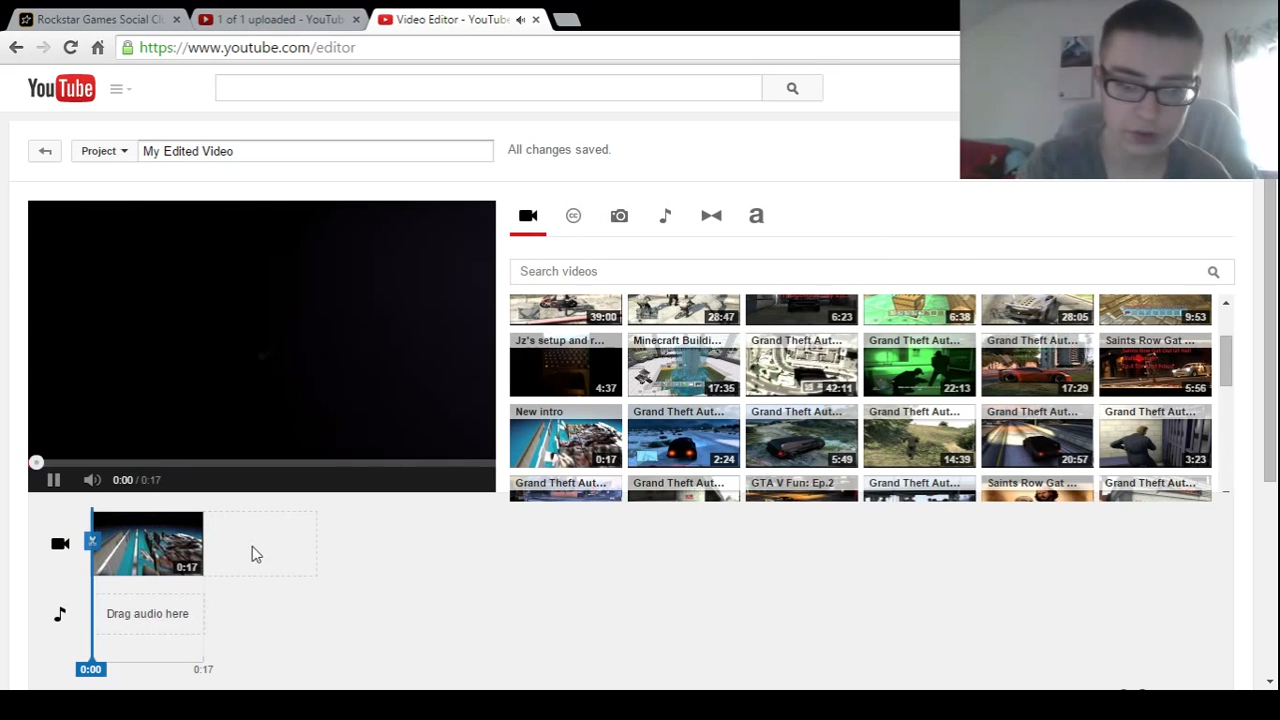 Rockstar Games Social Clu
1 of 1 uploaded - YouTube
Video Editor - YouTube
https://www.youtube.com/editor
YouTube
Project
My Edited Video
All changes saved.
cc
a
Search videos
39:00 28:47 6:23 6:38 28:05 9:53
Jz's setup and r... Minecraft Buildi... Grand Theft Aut... Grand Theft Aut... Grand Theft Aut... Saints Row Gat ...
4:37 17:35 42:11 22:13 17:29 5:56
New intro Grand Theft Aut... Grand Theft Aut... Grand Theft Aut... Grand Theft Aut... Grand Theft Aut...
0:17 2:24 5:49 14:39 20:57 3:23
Grand Theft Aut... Grand Theft Aut... GTA V Fun: Ep.2 Grand Theft Aut... Saints Row Gat ... Grand Theft Aut...
0:00 / 0:17
0:17
Drag audio here
0:00
0:17